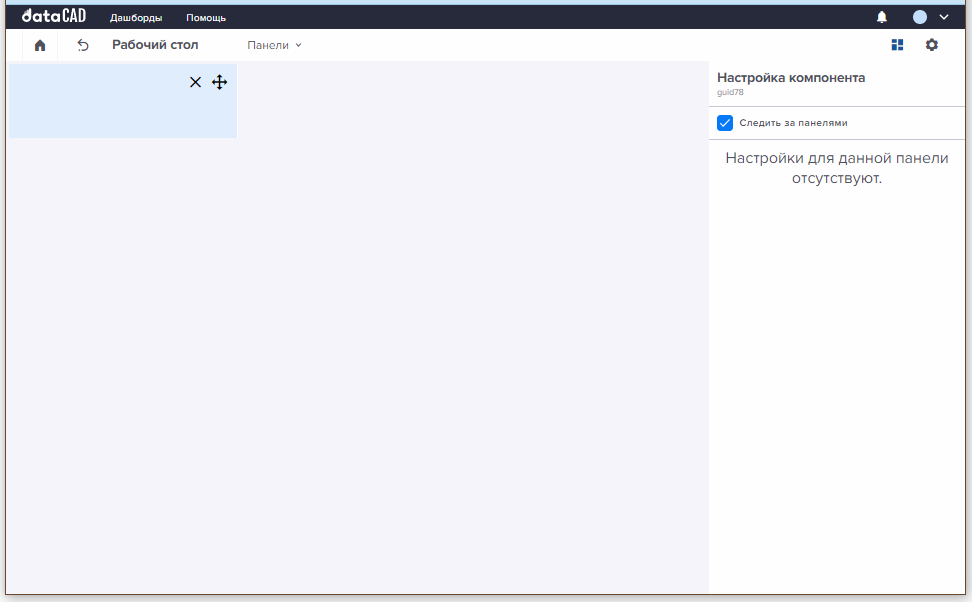 dataCAD Дашборды Помощь
Рабочий стол Панели
Настройка компонента
guid78
Следить за панелями
Настройки для данной панели
отсутствуют.